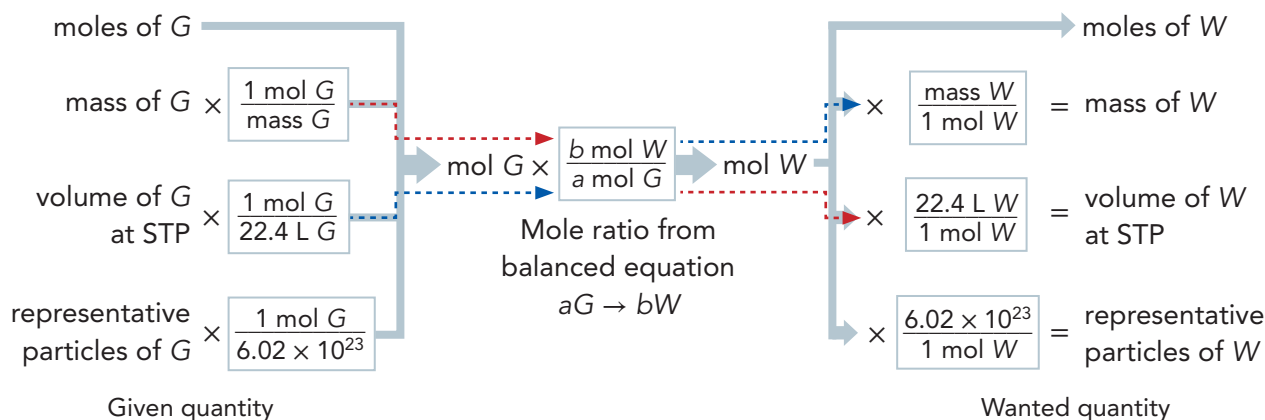 moles of G
mass of G × 1 mol G / mass G
volume of G
at STP × 1 mol G / 22.4 L G
representative
particles of G × 1 mol G / 6.02 × 10²³
Given quantity
mol G × b mol W / a mol G
mol W
Mole ratio from
balanced equation
aG → bW
moles of W
× mass W / 1 mol W = mass of W
× 22.4 L W / 1 mol W = volume of W
at STP
× 6.02 × 10²³ / 1 mol W = representative
particles of W
Wanted quantity